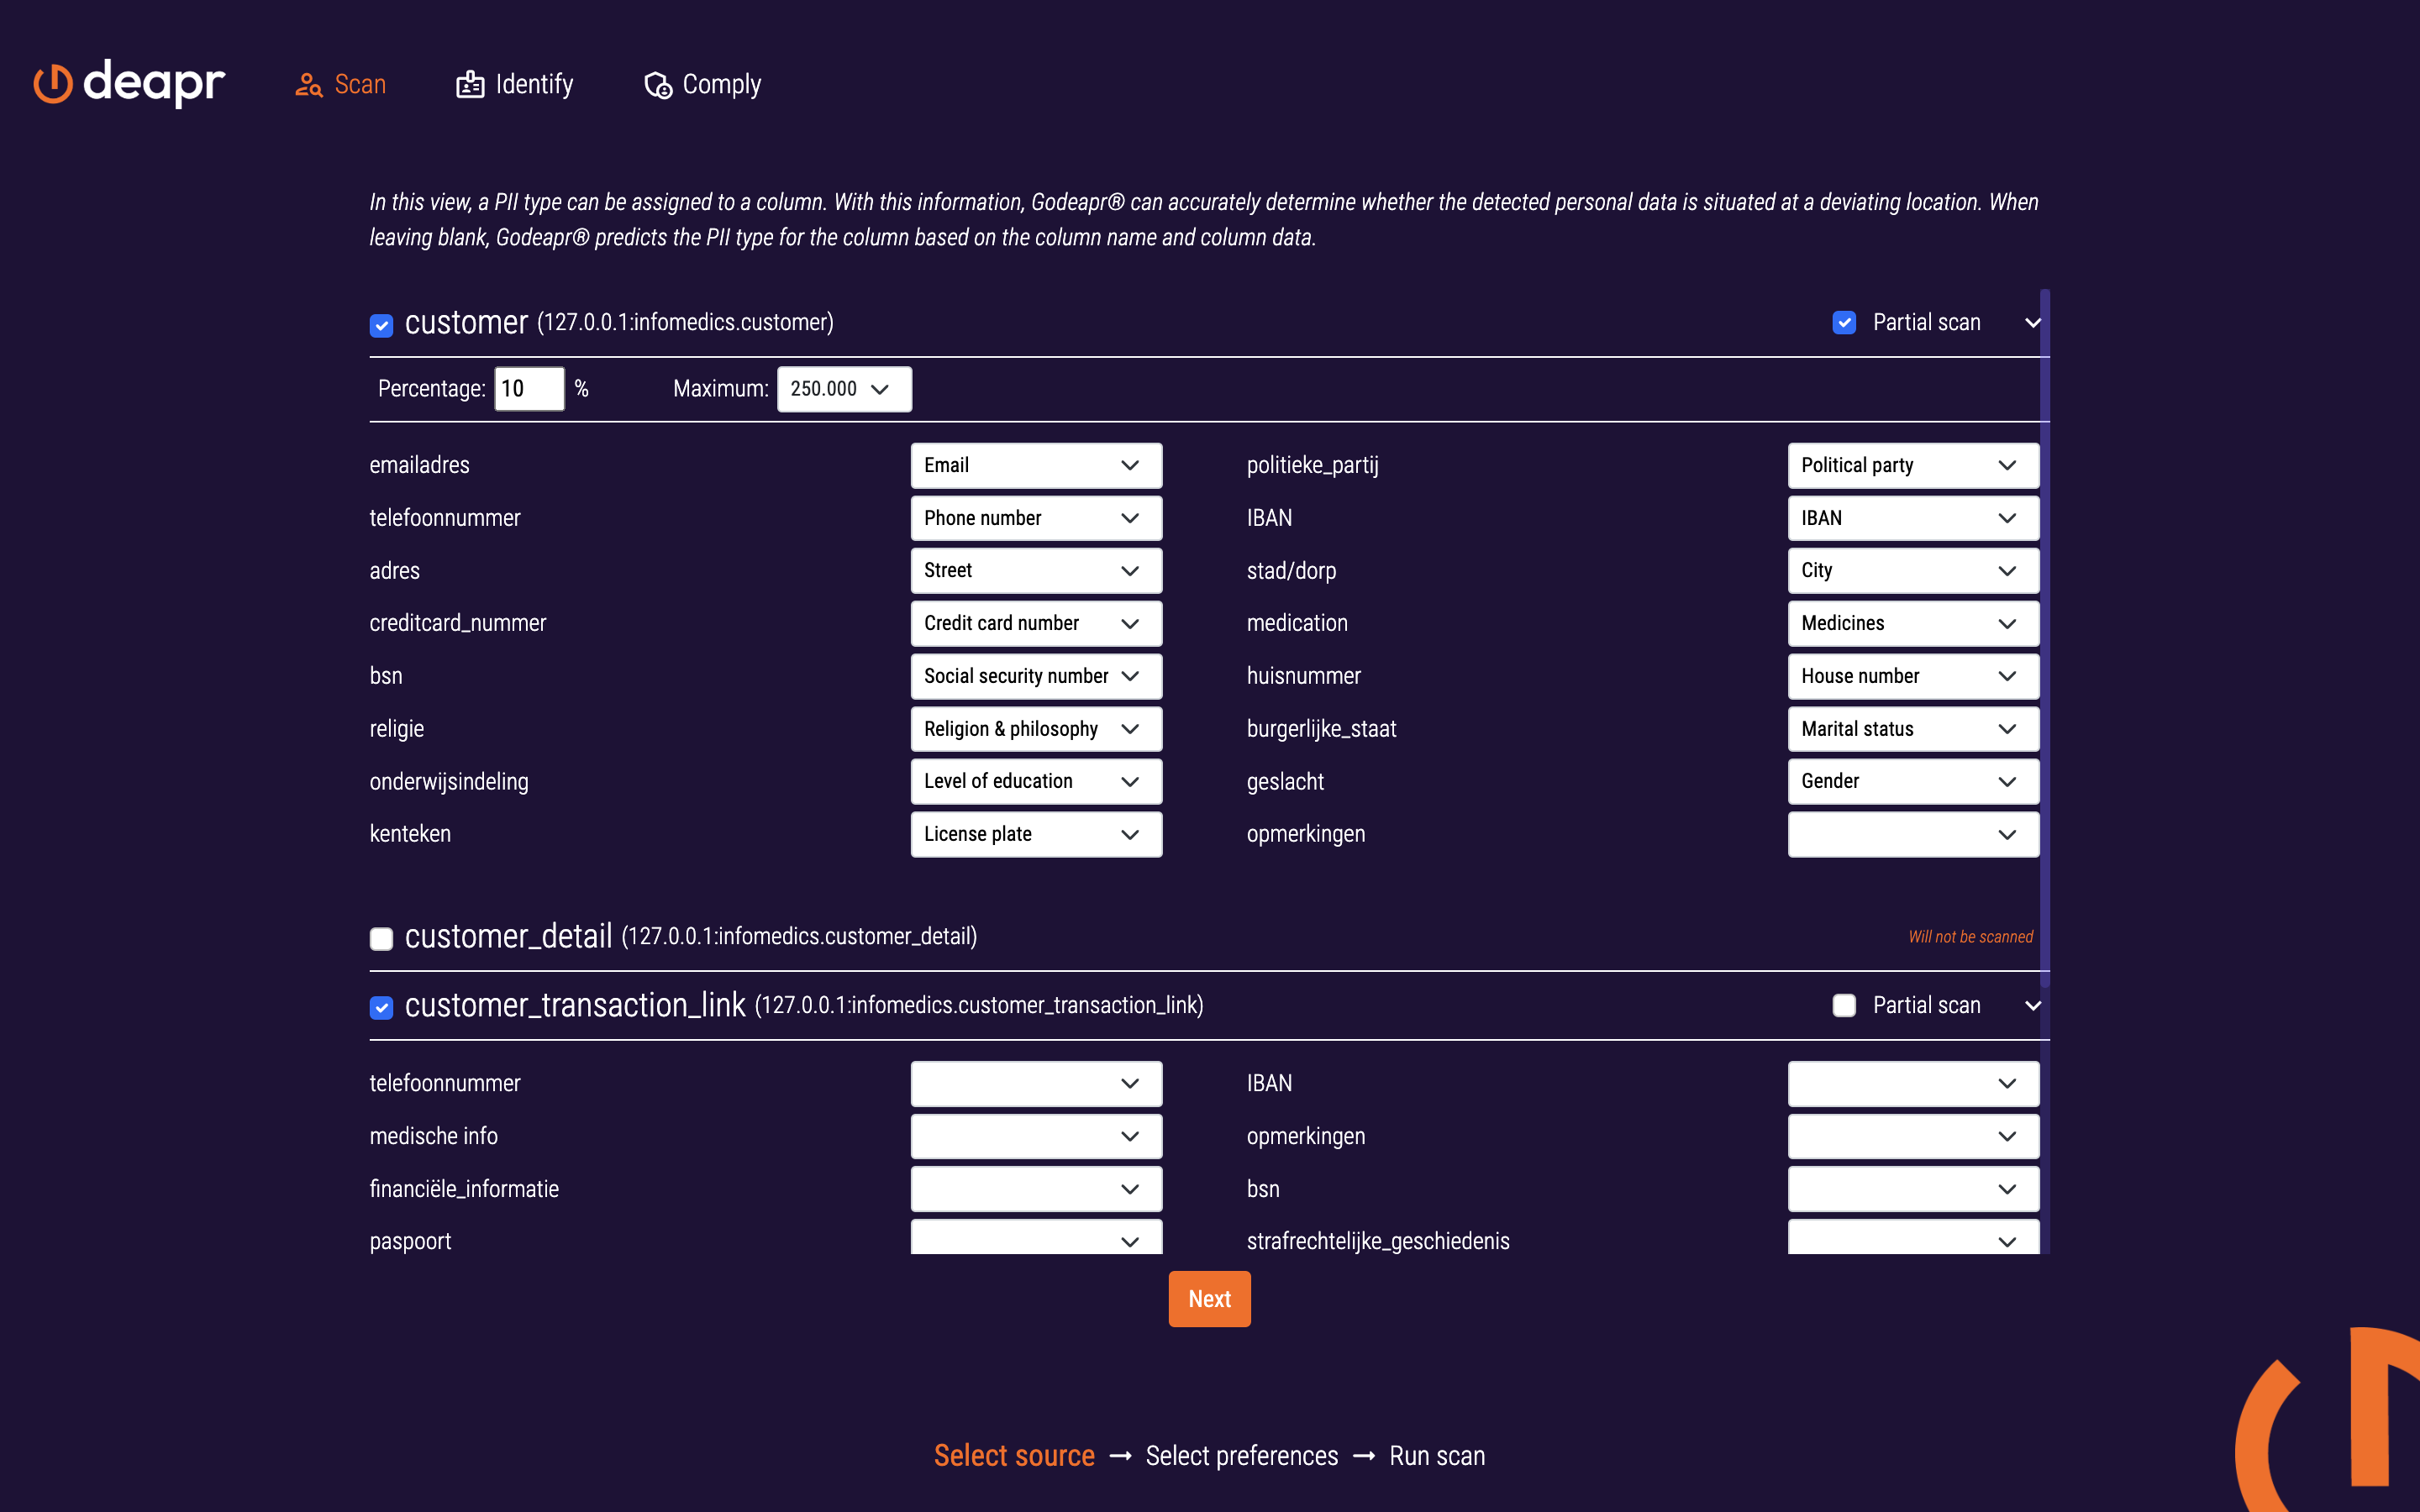 deapr Scan Identify Comply
In this view, a PII type can be assigned to a column. With this information, Godeapr® can accurately determine whether the detected personal data is situated at a deviating location. When
leaving blank, Godeapr® predicts the PII type for the column based on the column name and column data.
customer (127.0.0.1:infomedics.customer) Partial scan
Percentage: 10 % Maximum: 250.000
emailadres Email politieke_partij Political party
telefoonnummer Phone number IBAN IBAN
adres Street stad/dorp City
creditcard_nummer Credit card number medication Medicines
bsn Social security number huisnummer House number
religie Religion & philosophy burgerlijke_staat Marital status
onderwijsindeling Level of education geslacht Gender
kenteken License plate opmerkingen
customer_detail (127.0.0.1:infomedics.customer_detail) Will not be scanned
customer_transaction_link (127.0.0.1:infomedics.customer_transaction_link) Partial scan
telefoonnummer IBAN
medische info opmerkingen
financiële_informatie bsn
paspoort strafrechtelijke_geschiedenis
Next
Select source → Select preferences → Run scan